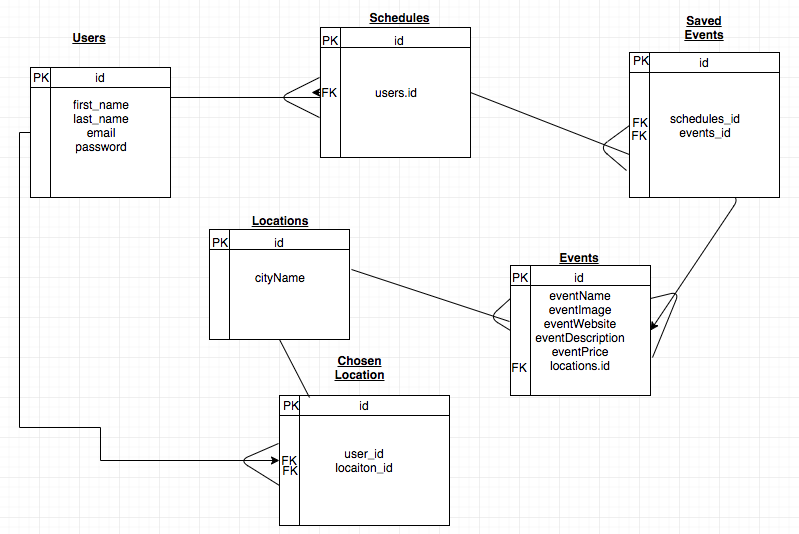 Users
PK id
first_name
last_name
email
password
Schedules
PK id
FK users.id
Saved
Events
PK id
FK schedules_id
FK events_id
Locations
PK id
cityName
Events
PK id
eventName
eventImage
eventWebsite
eventDescription
eventPrice
FK locations.id
Chosen
Location
PK id
FK user_id
FK locaiton_id